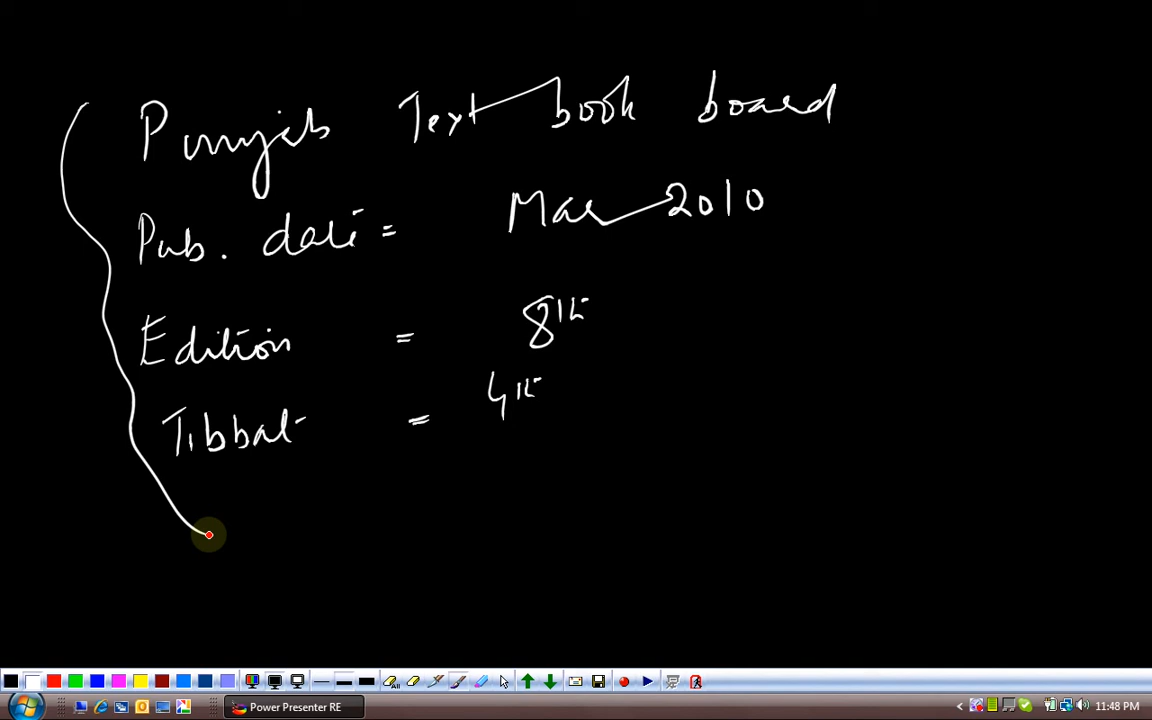 Punjab Text book board
Pub. date = Mar 2010
Edition = 8th
Tibbat = 4th
Power Presenter RE
11:48 PM